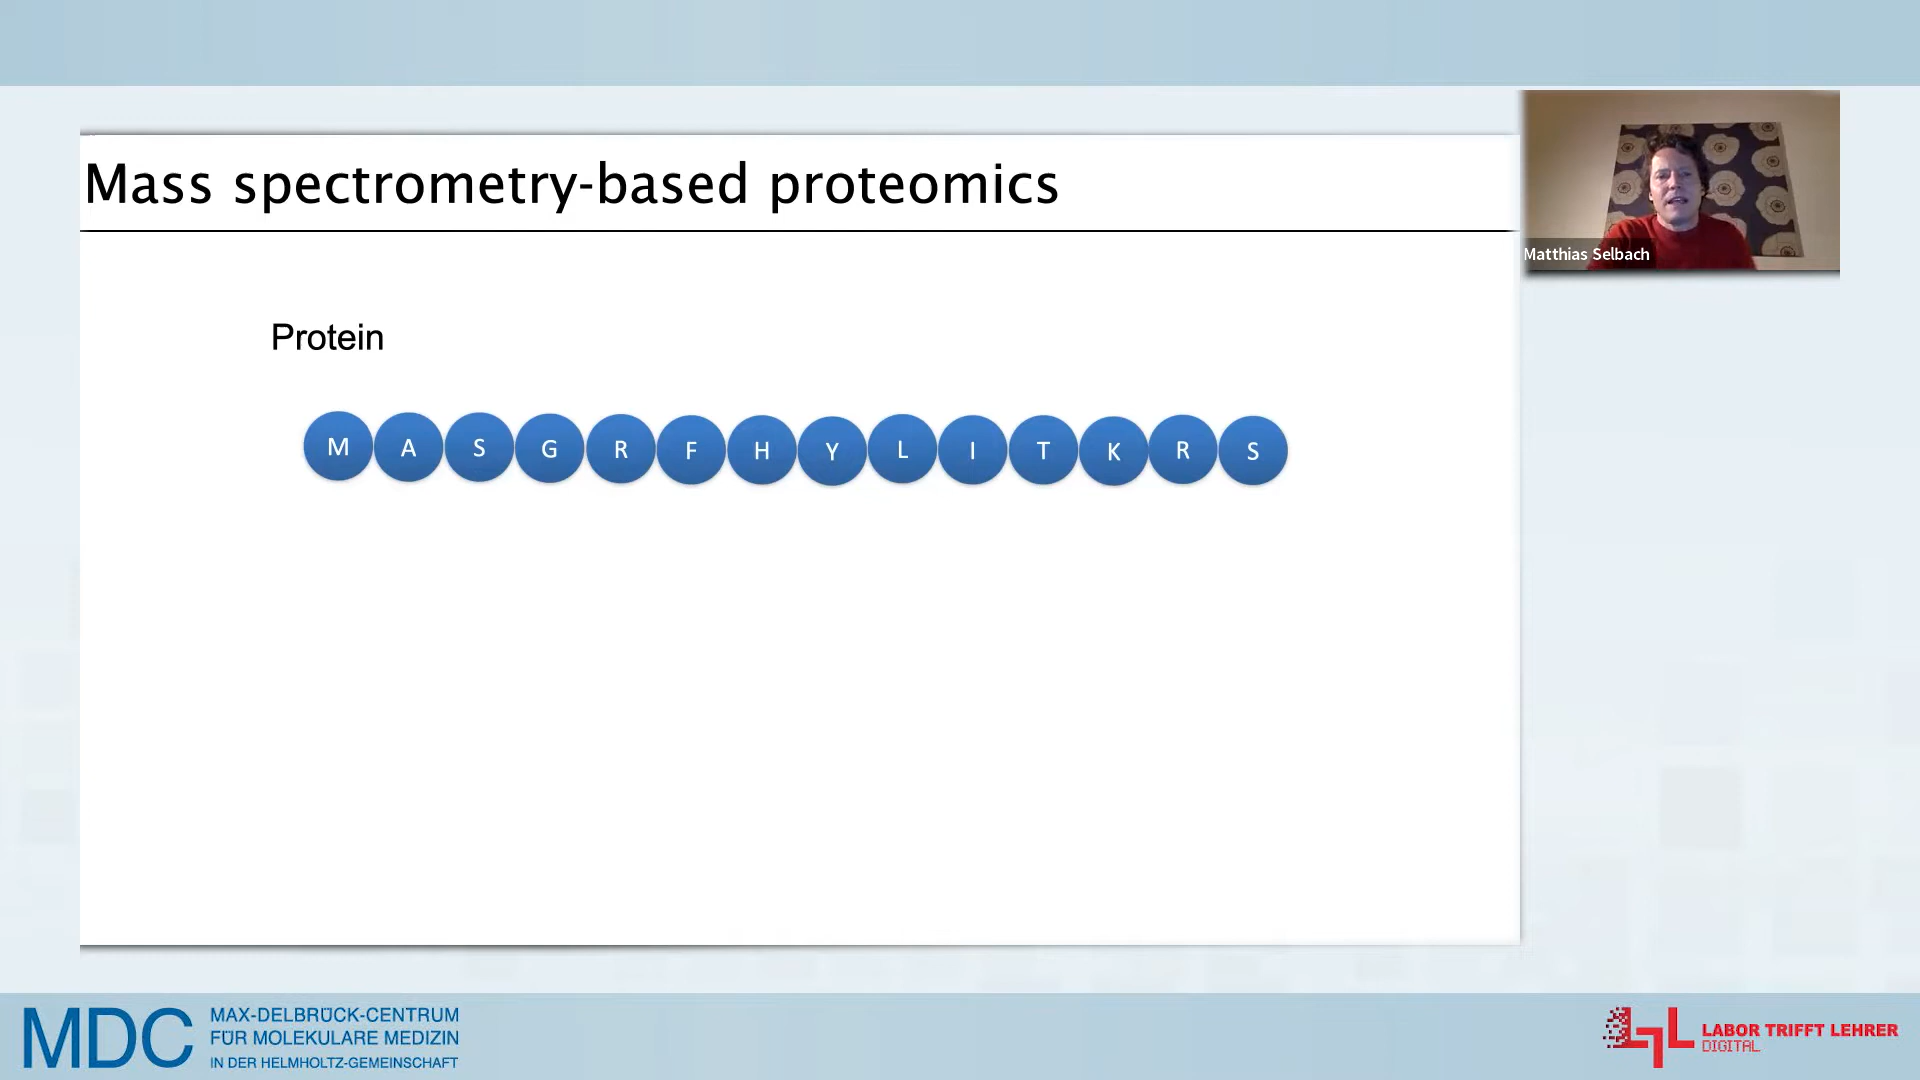 Mass spectrometry-based proteomics
Matthias Selbach
Protein
M A S G R F H Y L I T K R S
MDC
MAX-DELBRÜCK-CENTRUM
FÜR MOLEKULARE MEDIZIN
IN DER HELMHOLTZ-GEMEINSCHAFT
LTL
LABOR TRIFFT LEHRER
DIGITAL